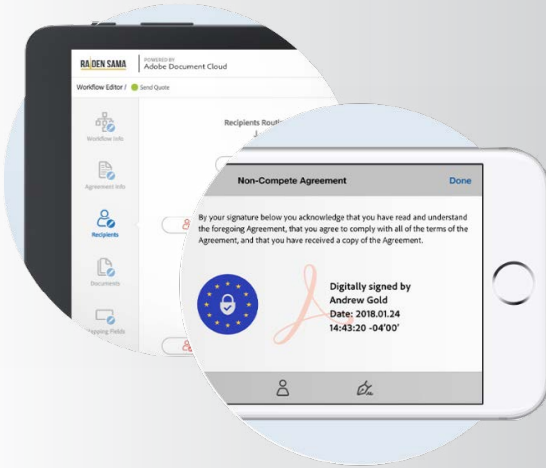 RAIDEN SAMA
POWERED BY
Adobe Document Cloud
Workflow Editor / Send Quote
Workflow Info
Recipients
Agreement Info
Recipients
Documents
Mapping Fields
Non-Compete Agreement
Done
By your signature below you acknowledge that you have read and understand
the foregoing Agreement, that you agree to comply with all of the terms of the
Agreement, and that you have received a copy of the Agreement.
Digitally signed by
Andrew Gold
Date: 2018.01.24
14:43:20 -04'00'